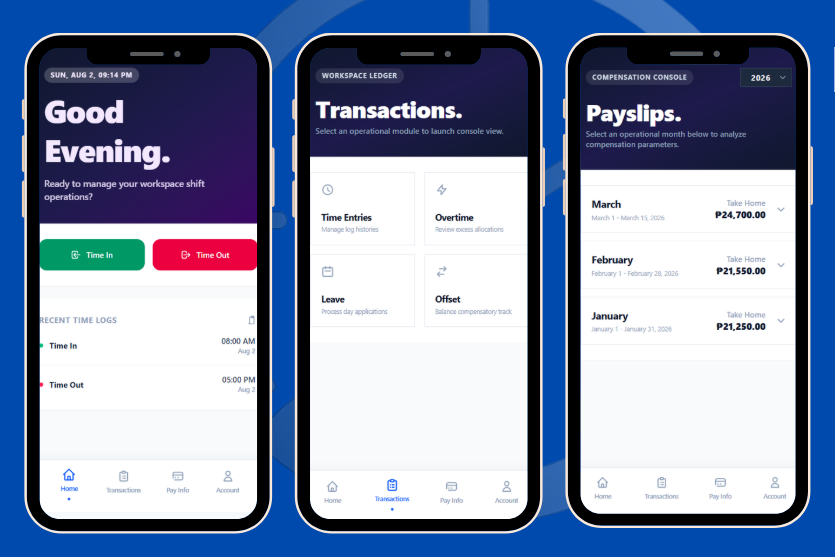 SUN, AUG 2, 09:14 PM
Good
Evening.
Ready to manage your workspace shift
operations?
Time In
Time Out
RECENT TIME LOGS
Time In
08:00 AM
Aug 2
Time Out
05:00 PM
Aug 2
Home
Transactions
Pay Info
Account
WORKSPACE LEDGER
Transactions.
Select an operational module to launch console view.
Time Entries
Manage log histories
Overtime
Review excess allocations
Leave
Process day applications
Offset
Balance compensatory track
Home
Transactions
Pay Info
Account
COMPENSATION CONSOLE
2026
Payslips.
Select an operational month below to analyze
compensation parameters.
March
March 1 - March 15, 2026
Take Home
₱24,700.00
February
February 1 - February 28, 2026
Take Home
₱21,550.00
January
January 1 - January 31, 2026
Take Home
₱21,250.00
Home
Transactions
Pay Info
Account